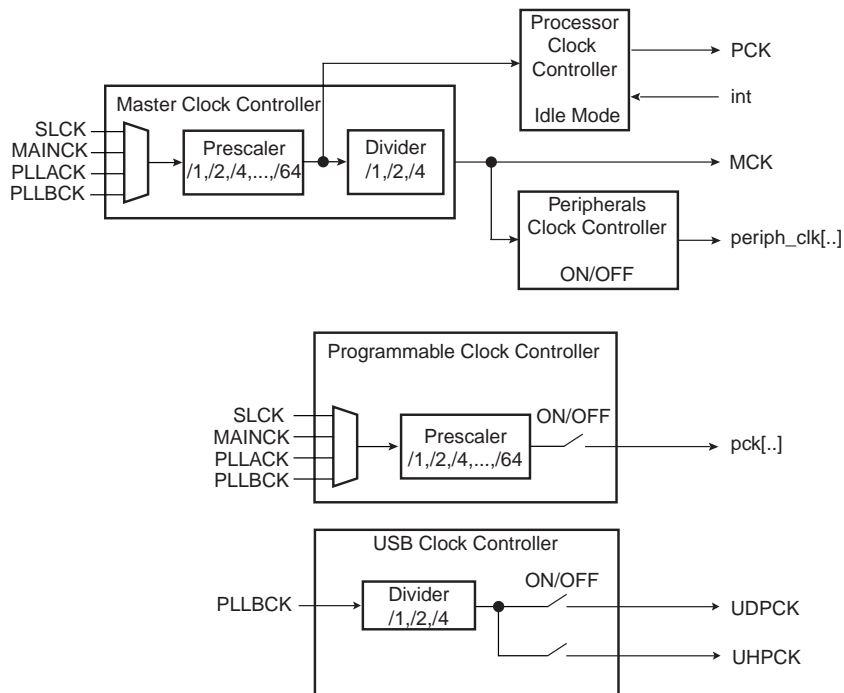 Processor
Clock
Controller
Idle Mode
PCK
int
Master Clock Controller
SLCK
MAINCK
PLLACK
PLLBCK
Prescaler
/1,/2,/4,...,/64
Divider
/1,/2,/4
MCK
Peripherals
Clock Controller
ON/OFF
periph_clk[..]
Programmable Clock Controller
SLCK
MAINCK
PLLACK
PLLBCK
Prescaler
/1,/2,/4,...,/64
ON/OFF
pck[..]
USB Clock Controller
PLLBCK
Divider
/1,/2,/4
ON/OFF
UDPCK
UHPCK